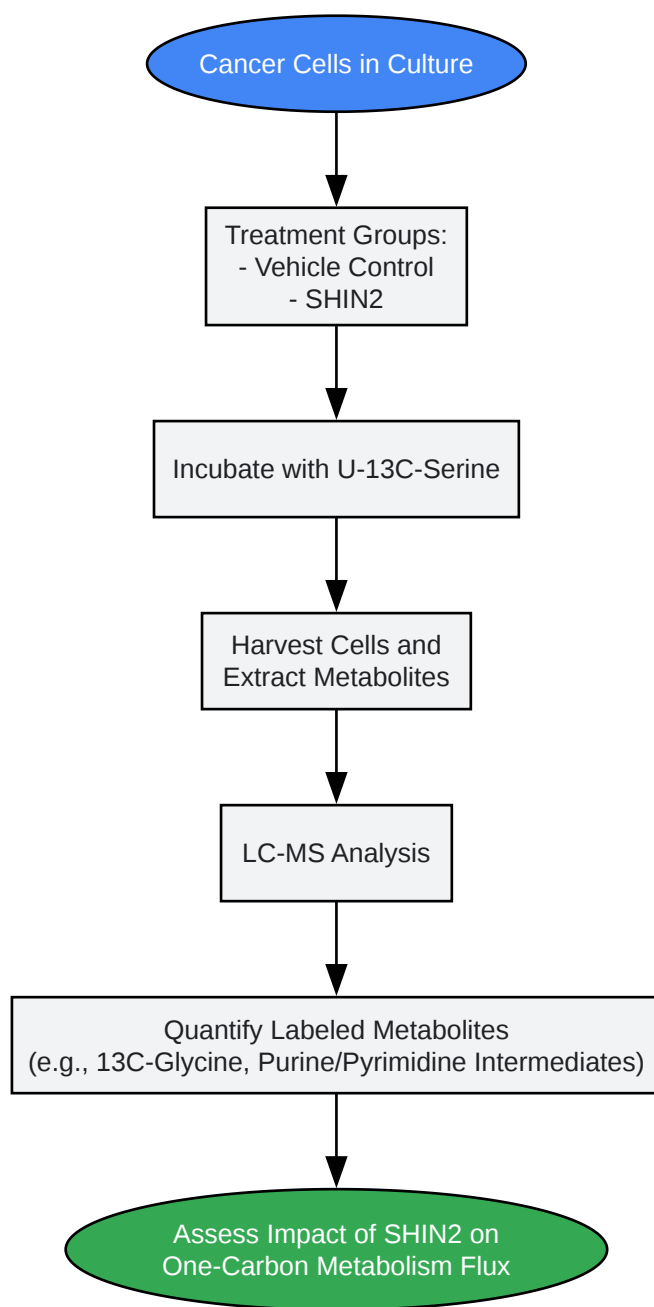 Cancer Cells in Culture
Treatment Groups:
- Vehicle Control
- SHIN2
Incubate with U-13C-Serine
Harvest Cells and
Extract Metabolites
LC-MS Analysis
Quantify Labeled Metabolites
(e.g., 13C-Glycine, Purine/Pyrimidine Intermediates)
Assess Impact of SHIN2 on
One-Carbon Metabolism Flux